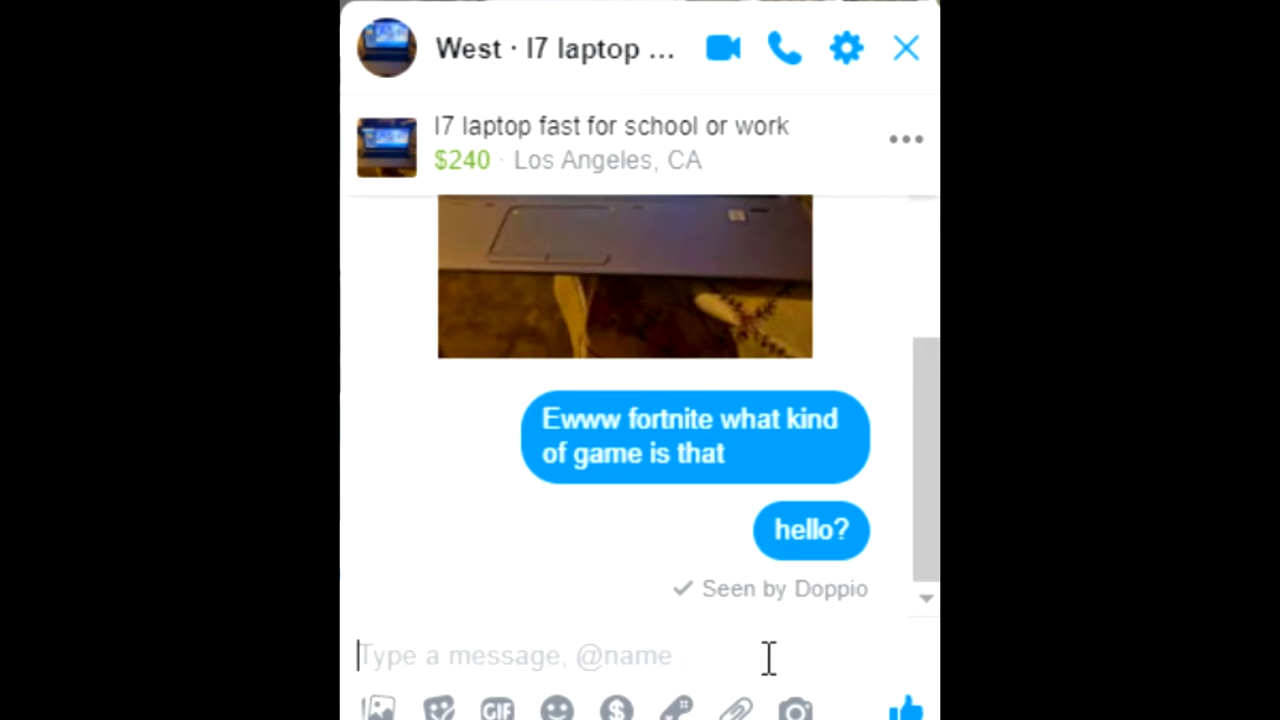 West · I7 laptop ...
I7 laptop fast for school or work
$240 · Los Angeles, CA
Ewww fortnite what kind
of game is that
hello?
Seen by Doppio
Type a message, @name ..
GIF
$